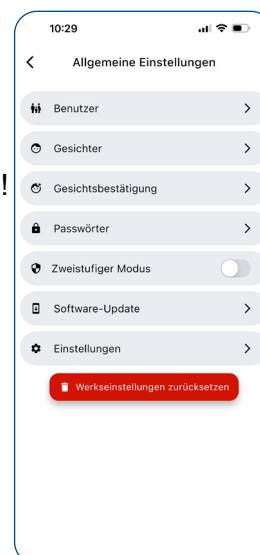 10:29
Allgemeine Einstellungen
Benutzer
Gesichter
!
Gesichtsbestätigung
Passwörter
Zweistufiger Modus
Software-Update
Einstellungen
Werkseinstellungen zurücksetzen